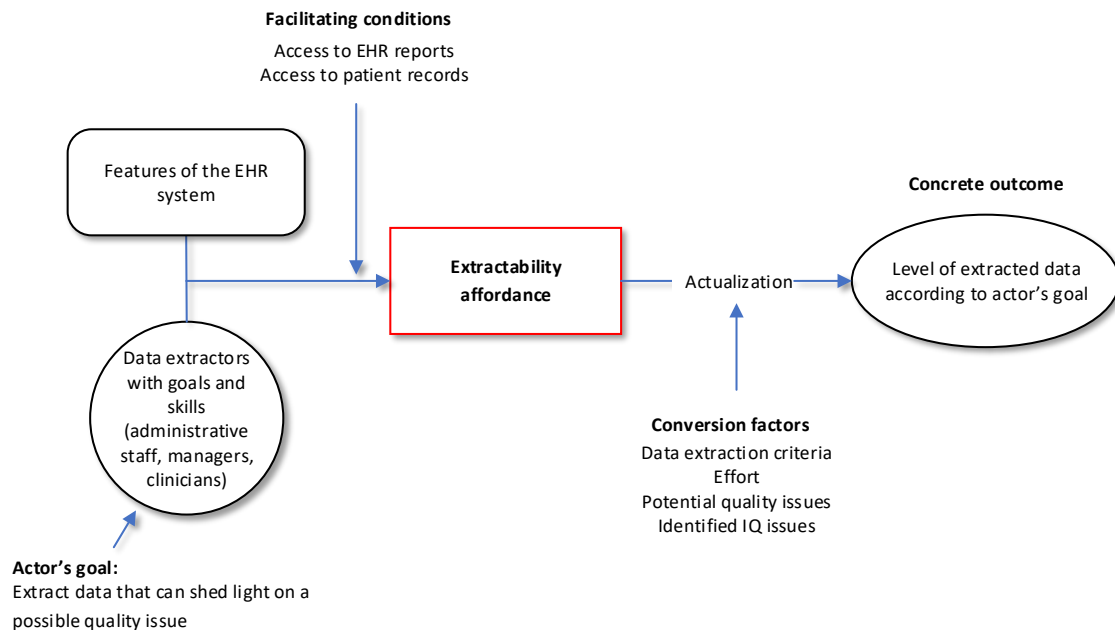 Facilitating conditions
Access to EHR reports
Access to patient records
Features of the EHR
system
Concrete outcome
Extractability
affordance
Actualization
Level of extracted data
according to actor’s goal
Data extractors
with goals and
skills
(administrative
staff, managers,
clinicians)
Conversion factors
Data extraction criteria
Effort
Potential quality issues
Identified IQ issues
Actor’s goal:
Extract data that can shed light on a
possible quality issue